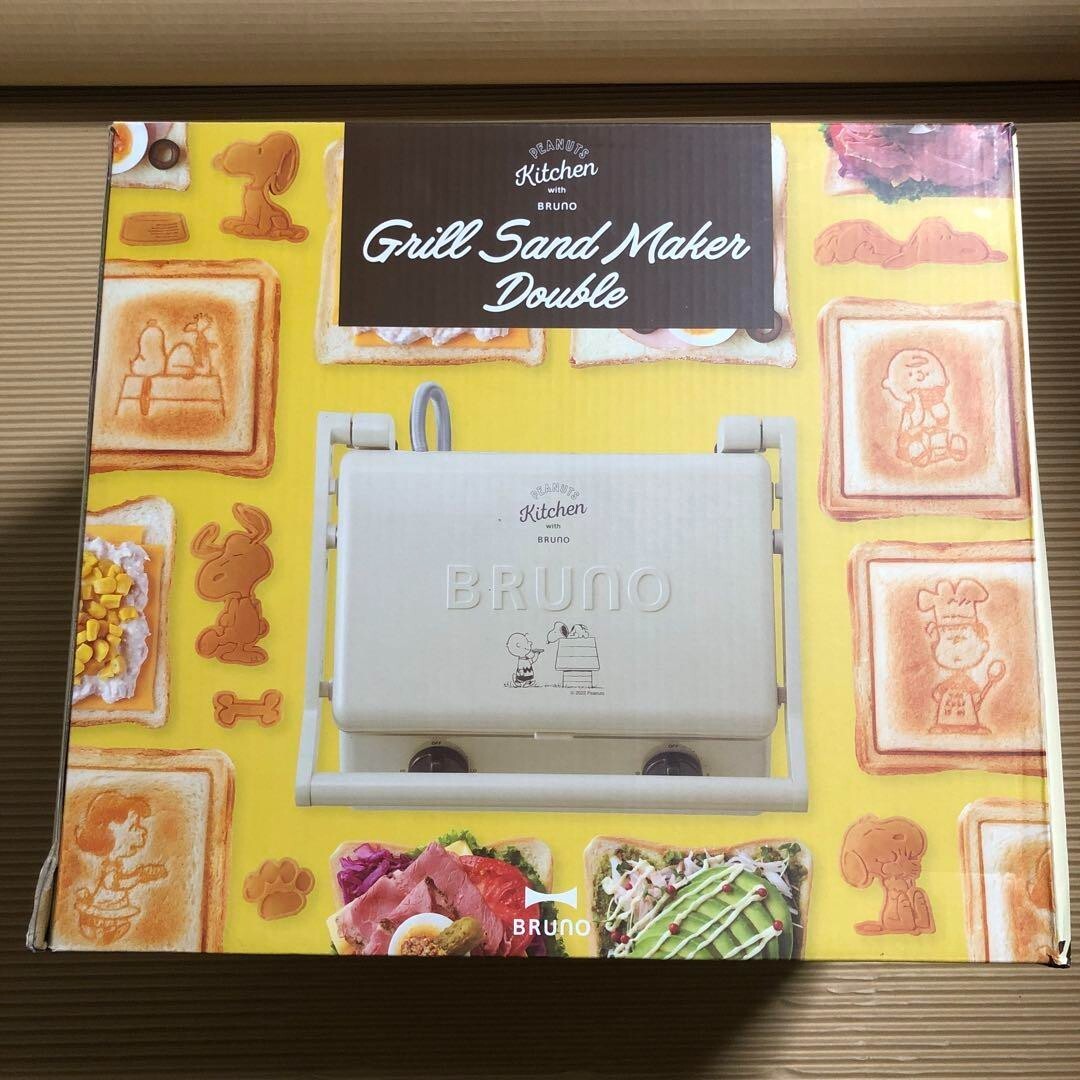 PEANUTS
Kitchen
with
BRUNO
Grill Sand Maker
Double
PEANUTS
Kitchen
with
BRUNO
BRUNO
© 2022 Peanuts
OFF
OFF
BRUNO